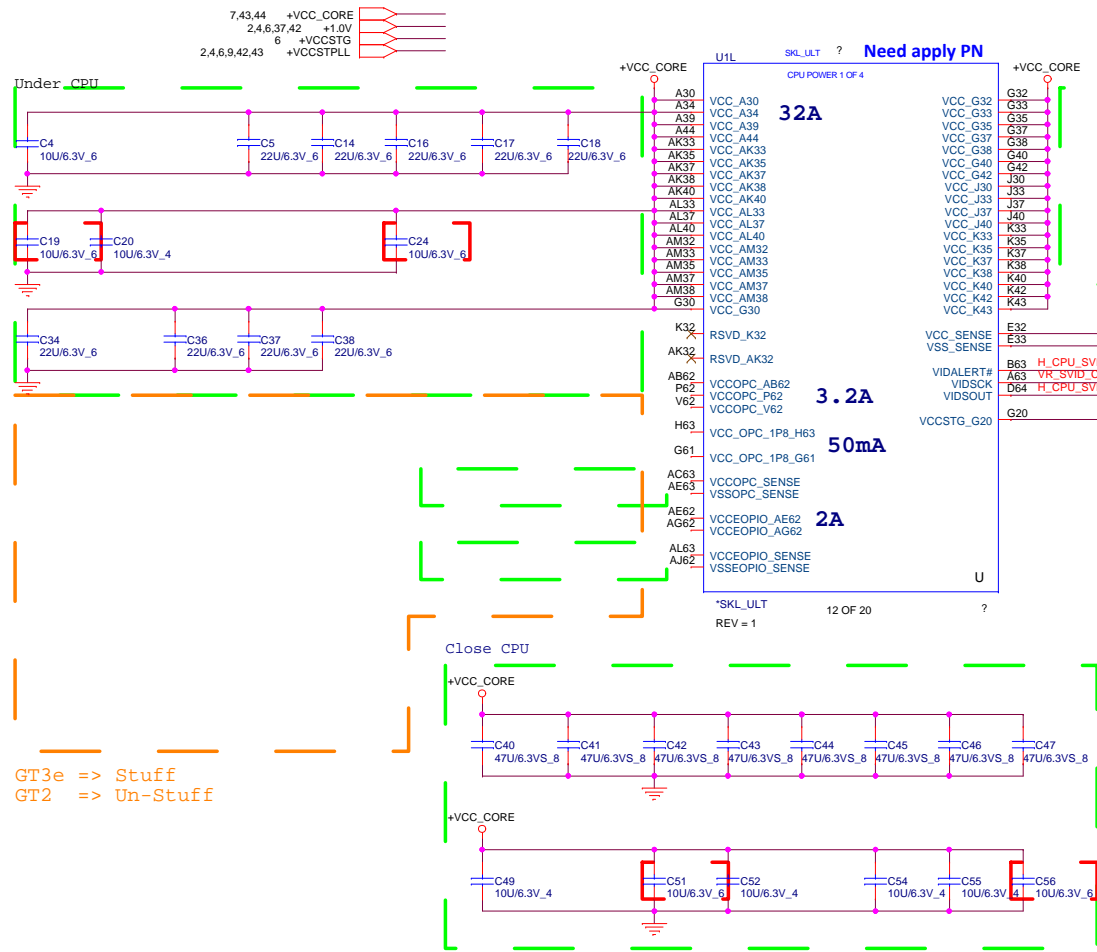 7,43,44 +VCC_CORE
2,4,6,37,42 +1.0V
6 +VCCSTG
2,4,6,9,42,43 +VCCSTPLL
U1L
SKL_ULT ? Need apply PN
CPU POWER 1 OF 4
+VCC_CORE
+VCC_CORE
Under CPU
32A
A30 VCC_A30
A34 VCC_A34
A39 VCC_A39
A44 VCC_A44
AK33 VCC_AK33
AK35 VCC_AK35
AK37 VCC_AK37
AK38 VCC_AK38
AK40 VCC_AK40
AL33 VCC_AL33
AL37 VCC_AL37
AL40 VCC_AL40
AM32 VCC_AM32
AM33 VCC_AM33
AM35 VCC_AM35
AM37 VCC_AM37
AM38 VCC_AM38
G30 VCC_G30
K32 RSVD_K32
AK32 RSVD_AK32
AB62 VCCOPC_AB62
P62 VCCOPC_P62
V62 VCCOPC_V62
3.2A
H63 VCC_OPC_1P8_H63
50mA
G61 VCC_OPC_1P8_G61
AC63 VCCOPC_SENSE
AE63 VSSOPC_SENSE
AE62 VCCEOPIO_AE62
AG62 VCCEOPIO_AG62
2A
AL63 VCCEOPIO_SENSE
AJ62 VSSEOPIO_SENSE
VCC_G32 G32
VCC_G33 G33
VCC_G35 G35
VCC_G37 G37
VCC_G38 G38
VCC_G40 G40
VCC_G42 G42
VCC_J30 J30
VCC_J33 J33
VCC_J37 J37
VCC_J40 J40
VCC_K33 K33
VCC_K35 K35
VCC_K37 K37
VCC_K38 K38
VCC_K40 K40
VCC_K42 K42
VCC_K43 K43
VCC_SENSE E32
VSS_SENSE E33
VIDALERT# B63 H_CPU_SV
VIDSCK A63 VR_SVID_C
VIDSOUT D64 H_CPU_SV
VCCSTG_G20 G20
U
*SKL_ULT 12 OF 20 ?
REV = 1
C4 C5 C14 C16 C17 C18
10U/6.3V_6 22U/6.3V_6 22U/6.3V_6 22U/6.3V_6 22U/6.3V_6 22U/6.3V_6
C19 C20 C24
10U/6.3V_6 10U/6.3V_4 10U/6.3V_6
C34 C36 C37 C38
22U/6.3V_6 22U/6.3V_6 22U/6.3V_6 22U/6.3V_6
Close CPU
+VCC_CORE
C40 C41 C42 C43 C44 C45 C46 C47
47U/6.3VS_8 47U/6.3VS_8 47U/6.3VS_8 47U/6.3VS_8 47U/6.3VS_8 47U/6.3VS_8 47U/6.3VS_8 47U/6.3VS_8
GT3e => Stuff
GT2 => Un-Stuff
+VCC_CORE
C49 C51 C52 C54 C55 C56
10U/6.3V_4 10U/6.3V_6 10U/6.3V_4 10U/6.3V_4 10U/6.3V_4 10U/6.3V_6